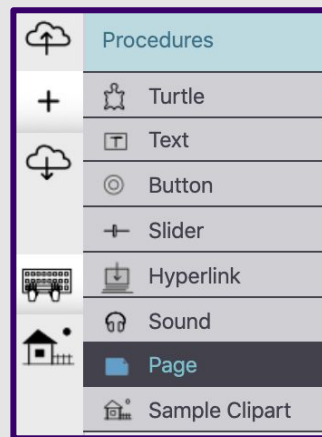 Procedures
Turtle
Text
Button
Slider
Hyperlink
Sound
Page
Sample Clipart